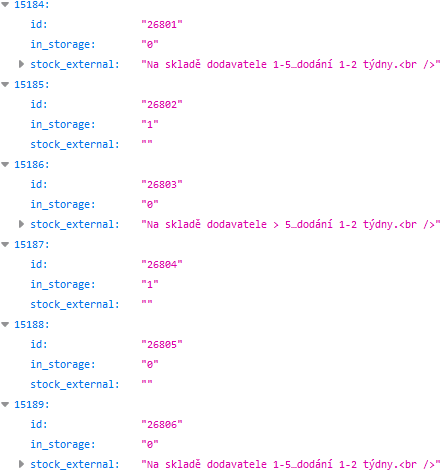 15184:
id: "26801"
in_storage: "0"
stock_external: "Na skladě dodavatele 1-5…dodání 1-2 týdny.<br />"
15185:
id: "26802"
in_storage: "1"
stock_external: ""
15186:
id: "26803"
in_storage: "0"
stock_external: "Na skladě dodavatele > 5…dodání 1-2 týdny.<br />"
15187:
id: "26804"
in_storage: "1"
stock_external: ""
15188:
id: "26805"
in_storage: "0"
stock_external: ""
15189:
id: "26806"
in_storage: "0"
stock_external: "Na skladě dodavatele 1-5…dodání 1-2 týdny.<br />"